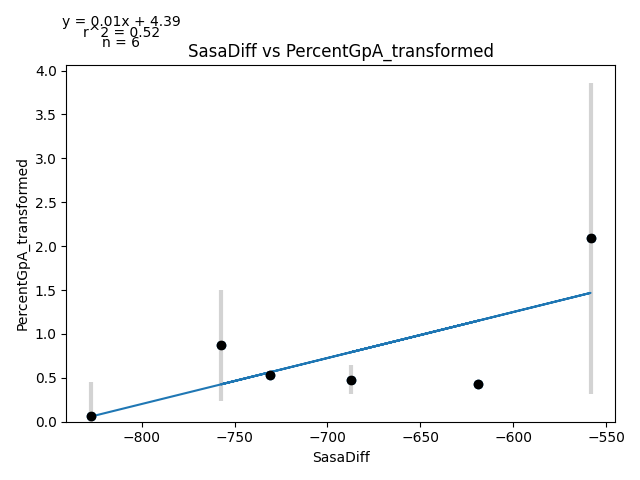 y = 0.01x + 4.39
r^2 = 0.52
n = 6
SasaDiff vs PercentGpA_transformed
4.0
3.5
3.0
2.5
2.0
1.5
1.0
0.5
0.0
PercentGpA_transformed
−800
−750
−700
−650
−600
−550
SasaDiff